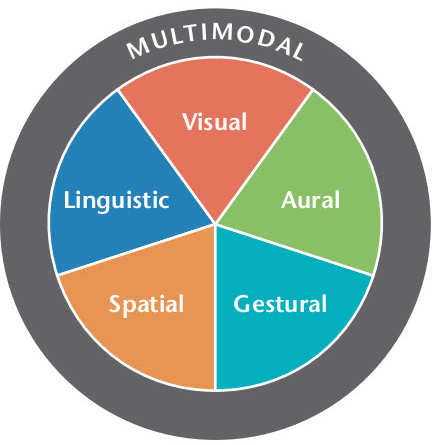 MULTIMODAL
Visual
Linguistic
Aural
Spatial
Gestural